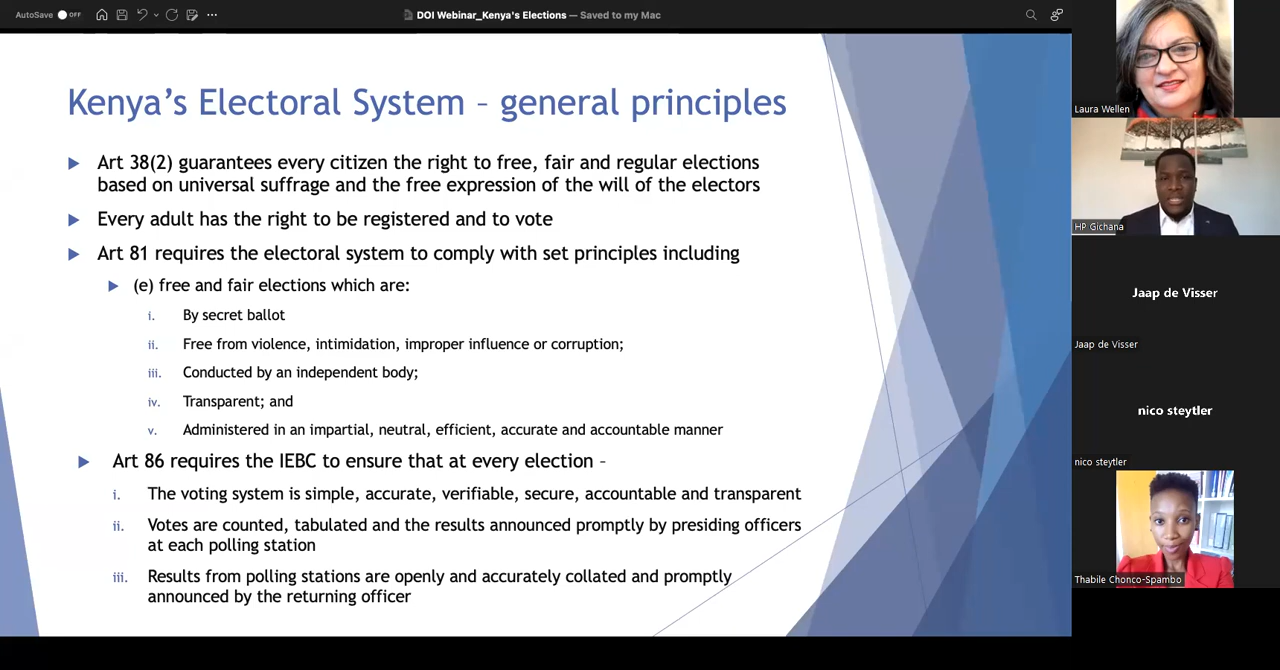 AutoSave OFF
DOI Webinar_Kenya's Elections — Saved to my Mac
Kenya's Electoral System – general principles
Art 38(2) guarantees every citizen the right to free, fair and regular elections
based on universal suffrage and the free expression of the will of the electors
Every adult has the right to be registered and to vote
Art 81 requires the electoral system to comply with set principles including
(e) free and fair elections which are:
i. By secret ballot
ii. Free from violence, intimidation, improper influence or corruption;
iii. Conducted by an independent body;
iv. Transparent; and
v. Administered in an impartial, neutral, efficient, accurate and accountable manner
Art 86 requires the IEBC to ensure that at every election –
i. The voting system is simple, accurate, verifiable, secure, accountable and transparent
ii. Votes are counted, tabulated and the results announced promptly by presiding officers
at each polling station
iii. Results from polling stations are openly and accurately collated and promptly
announced by the returning officer
Laura Wellen
HP Gichana
Jaap de Visser
Jaap de Visser
nico steytler
nico steytler
Thabile Chonco-Spambo